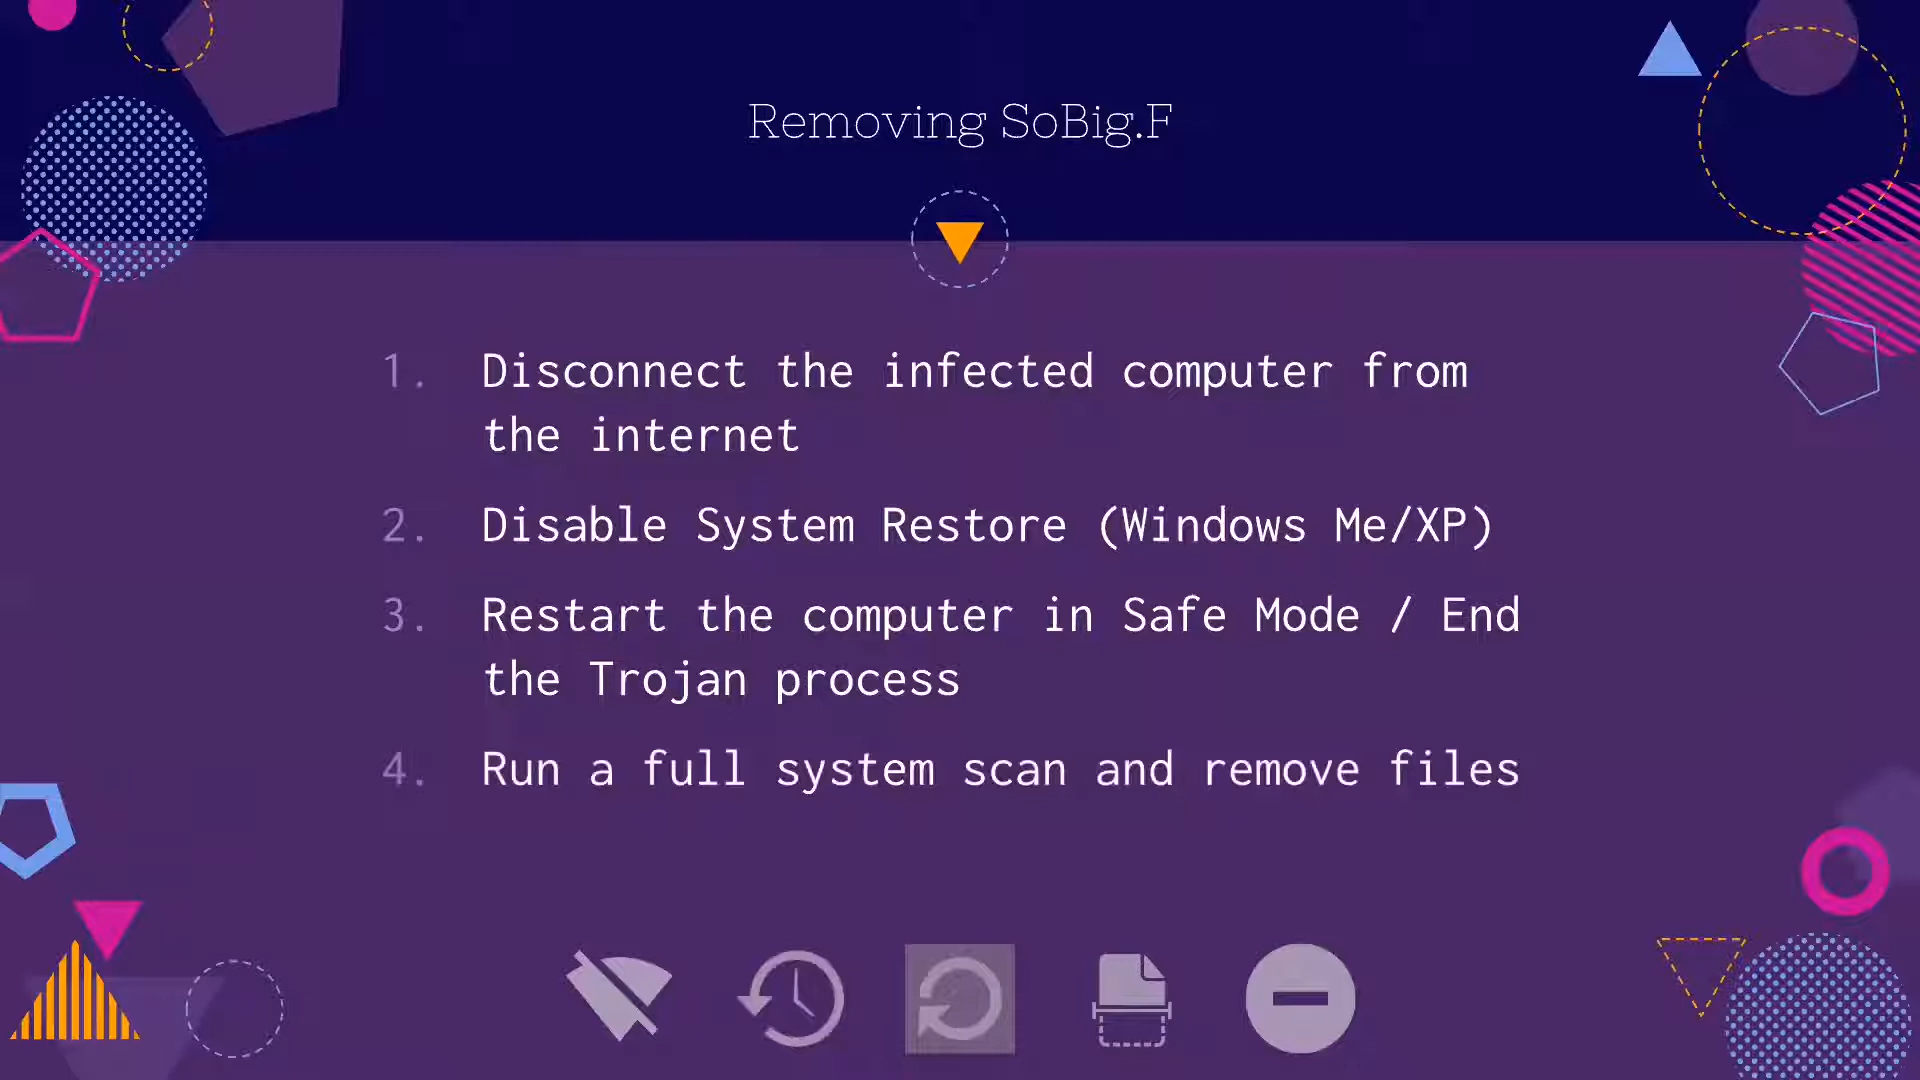 Removing SoBig.F
1. Disconnect the infected computer from
the internet
2. Disable System Restore (Windows Me/XP)
3. Restart the computer in Safe Mode / End
the Trojan process
4. Run a full system scan and remove files